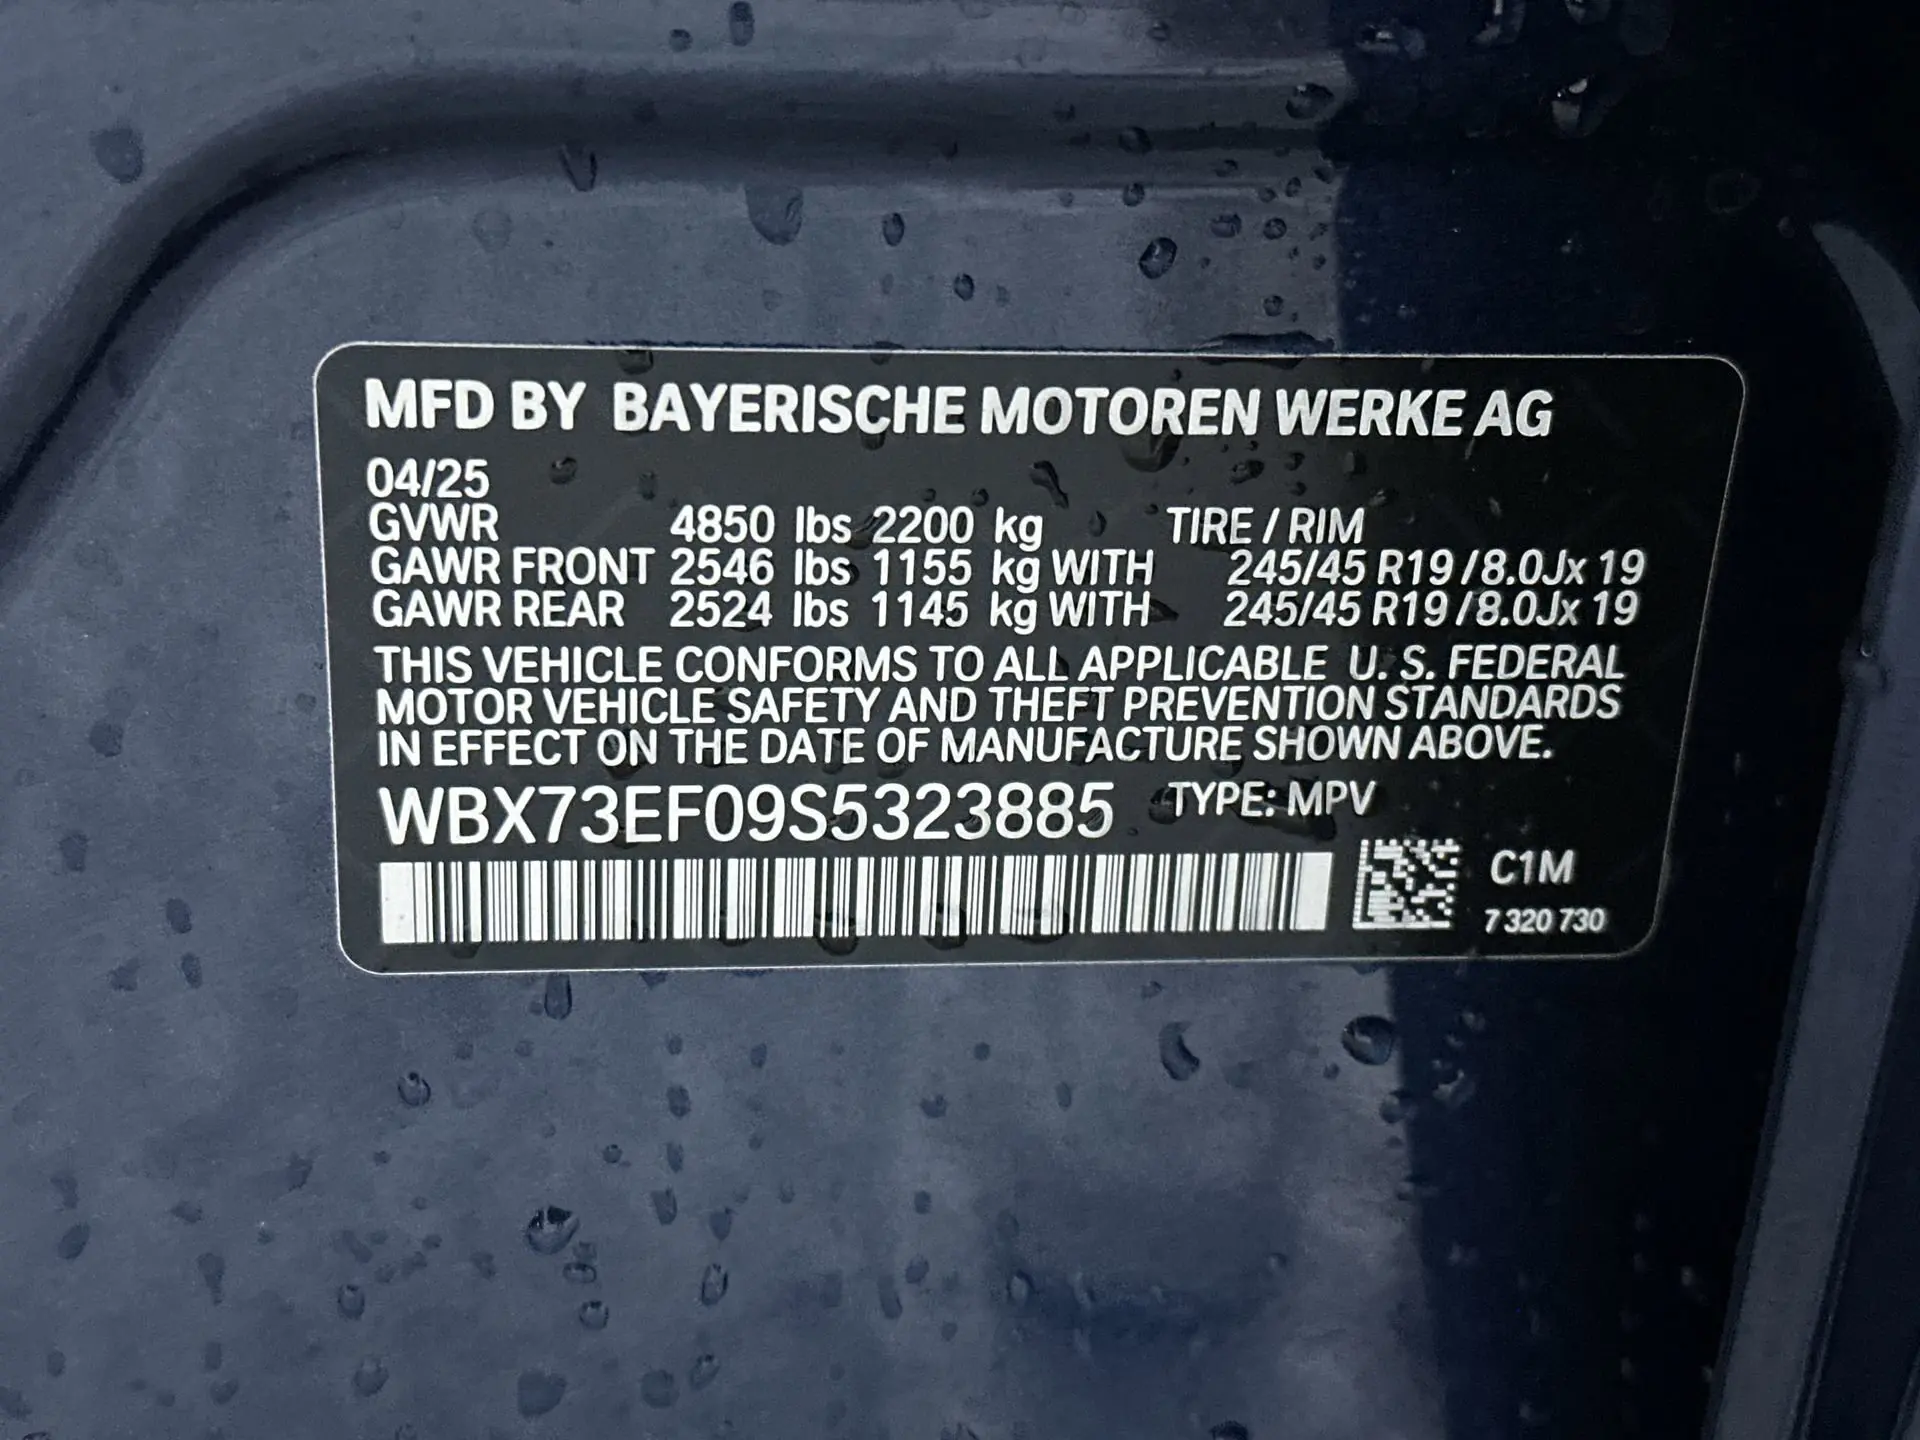 MFD BY BAYERISCHE MOTOREN WERKE AG
04/25
GVWR 4850 lbs 2200 kg TIRE / RIM
GAWR FRONT 2546 lbs 1155 kg WITH 245/45 R19 / 8.0Jx 19
GAWR REAR 2524 lbs 1145 kg WITH 245/45 R19 / 8.0Jx 19
THIS VEHICLE CONFORMS TO ALL APPLICABLE U. S. FEDERAL
MOTOR VEHICLE SAFETY AND THEFT PREVENTION STANDARDS
IN EFFECT ON THE DATE OF MANUFACTURE SHOWN ABOVE.
WBX73EF09S5323885 TYPE: MPV
C1M
7 320 730